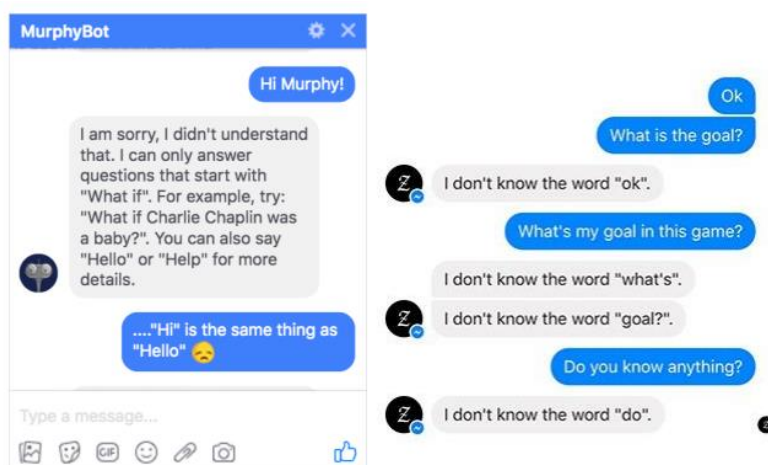 MurphyBot
Hi Murphy!
I am sorry, I didn't understand
that. I can only answer
questions that start with
"What if". For example, try:
"What if Charlie Chaplin was
a baby?". You can also say
"Hello" or "Help" for more
details.
...."Hi" is the same thing as
"Hello" 😞
Type a message...
GIF
Ok
What is the goal?
I don't know the word "ok".
What's my goal in this game?
I don't know the word "what's".
I don't know the word "goal?".
Do you know anything?
I don't know the word "do".